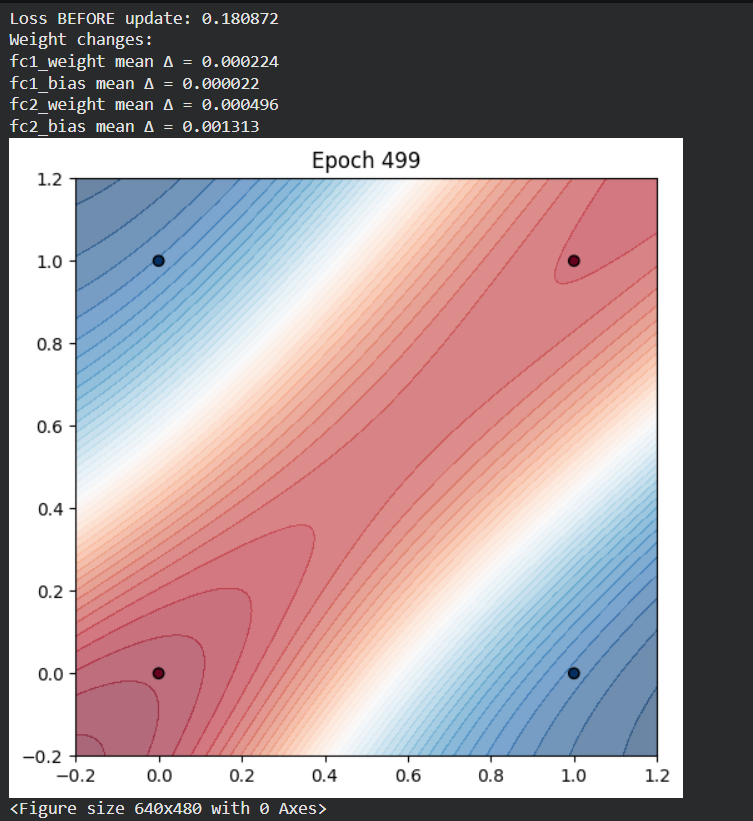 Loss BEFORE update: 0.180872
Weight changes:
fc1_weight mean Δ = 0.000224
fc1_bias mean Δ = 0.000022
fc2_weight mean Δ = 0.000496
fc2_bias mean Δ = 0.001313
Epoch 499
1.2
1.0
0.8
0.6
0.4
0.2
0.0
−0.2
−0.2 0.0 0.2 0.4 0.6 0.8 1.0 1.2
<Figure size 640x480 with 0 Axes>